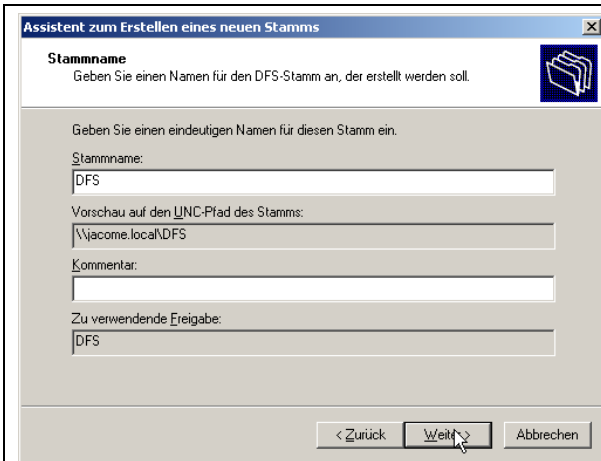 Assistent zum Erstellen eines neuen Stamms
Stammname
Geben Sie einen Namen für den DFS-Stamm an, der erstellt werden soll.
Geben Sie einen eindeutigen Namen für diesen Stamm ein.
Stammname:
DFS
Vorschau auf den UNC-Pfad des Stamms:
\\jacome.local\DFS
Kommentar:
Zu verwendende Freigabe:
DFS
< Zurück Weiter > Abbrechen